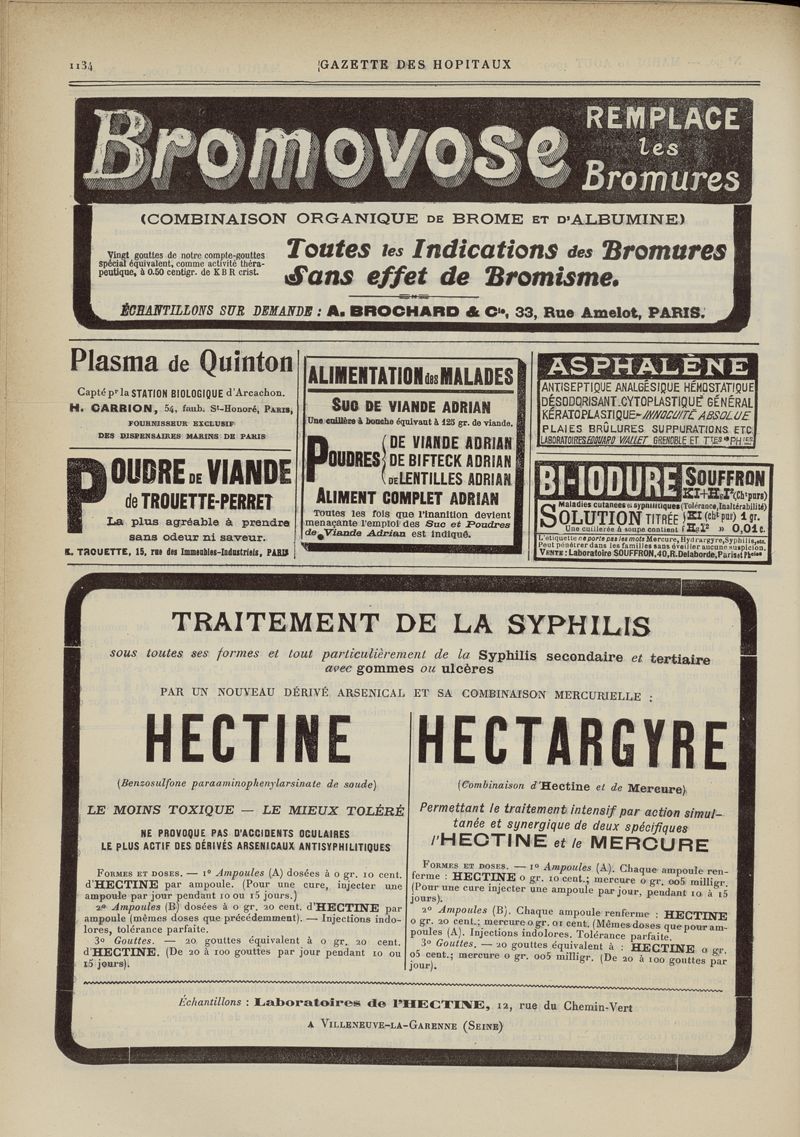 1134
GAZETTE DES HOPITAUX
Bromovose
REMPLACE
les
Bromures
(COMBINAISON ORGANIQUE DE BROME ET D'ALBUMINE)
Vingt gouttes de notre compte-gouttes
spécial équivalent, comme activité théra-
peutique, à 0.50 centigr. de K B R crist.
Toutes les Indications des Bromures
Sans effet de Bromisme.
ÉCHANTILLONS SUR DEMANDE : A. BROCHARD & Cie, 33, Rue Amelot, PARIS.
Plasma de Quinton
Capté pr la STATION BIOLOGIQUE d'Arcachon.
H. CARRION, 54, faub. St-Honoré, PARIS,
FOURNISSEUR EXCLUSIF
DES DISPENSAIRES MARINS DE PARIS
POUDRE DE VIANDE
de TROUETTE-PERRET
La plus agréable à prendre
sans odeur ni saveur.
E. TROUETTE, 15, rue des Immeubles-Industriels, PARIS
ALIMENTATION des MALADES
SUC DE VIANDE ADRIAN
Une cuillère à bouche équivaut à 125 gr. de viande.
POUDRES
DE VIANDE ADRIAN
DE BIFTECK ADRIAN
DE LENTILLES ADRIAN
ALIMENT COMPLET ADRIAN
Toutes les fois que l'inanition devient
menaçante l'emploi des Suc et Poudres
de Viande Adrian est indiqué.
ASPHALÈNE
ANTISEPTIQUE ANALGÉSIQUE HÉMOSTATIQUE
DÉSODORISANT.CYTOPLASTIQUE GÉNÉRAL
KÉRATOPLASTIQUE-INNOCUITÉ ABSOLUE
PLAIES BRÛLURES SUPPURATIONS ETC
LABORATOIRES EDOUARD VIALLET GRENOBLE ET TTES PHIES
BI-IODURE SOUFFRON
KI+HgI² (Cht purs)
Maladies cutanées et syphilitiques (Tolérance, Inaltérabilité)
SOLUTION TITRÉE KI (cht pur) 1 gr.
Une cuillerée à soupe contient HgI² » 0,01 c.
L'étiquette ne porte pas les mots Mercure, Hydrargyre, Syphilis, etc.
Peut pénétrer dans les familles sans éveiller aucune suspicion.
VENTE : Laboratoire SOUFFRON, 40, R. Delaborde, Paris et Phcies
TRAITEMENT DE LA SYPHILIS
sous toutes ses formes et tout particulièrement de la Syphilis secondaire et tertiaire
avec gommes ou ulcères
PAR UN NOUVEAU DÉRIVÉ ARSENICAL ET SA COMBINAISON MERCURIELLE :
HECTINE
(Benzosulfone paraaminophenylarsinate de soude)
LE MOINS TOXIQUE — LE MIEUX TOLÉRÉ
NE PROVOQUE PAS D'ACCIDENTS OCULAIRES
LE PLUS ACTIF DES DÉRIVÉS ARSENICAUX ANTISYPHILITIQUES
FORMES ET DOSES. — 1º Ampoules (A) dosées à 0 gr. 10 cent.
d'HECTINE par ampoule. (Pour une cure, injecter une
ampoule par jour pendant 10 ou 15 jours.)
2º Ampoules (B) dosées à 0 gr. 20 cent. d'HECTINE par
ampoule (mêmes doses que précédemment). — Injections indo-
lores, tolérance parfaite.
3º Gouttes. — 20 gouttes équivalent à 0 gr. 20 cent.
d'HECTINE. (De 20 à 100 gouttes par jour pendant 10 ou
15 jours).
HECTARGYRE
(Combinaison d'Hectine et de Mercure)
Permettant le traitement intensif par action simul-
tanée et synergique de deux spécifiques
l'HECTINE et le MERCURE
FORMES ET DOSES. — 1º Ampoules (A). Chaque ampoule ren-
ferme : HECTINE 0 gr. 10 cent.; mercure 0 gr. 005 milligr.
(Pour une cure injecter une ampoule par jour, pendant 10 à 15
jours).
2º Ampoules (B). Chaque ampoule renferme : HECTINE
0 gr. 20 cent.; mercure 0 gr. 01 cent. (Mêmes doses que pour am-
poules (A). Injections indolores. Tolérance parfaite.
3º Gouttes. — 20 gouttes équivalent à : HECTINE 0 gr.
05 cent.; mercure 0 gr. 005 milligr. (De 20 à 100 gouttes par
jour).
Échantillons : Laboratoires de l'HECTINE, 12, rue du Chemin-Vert
A VILLENEUVE-LA-GARENNE (SEINE)